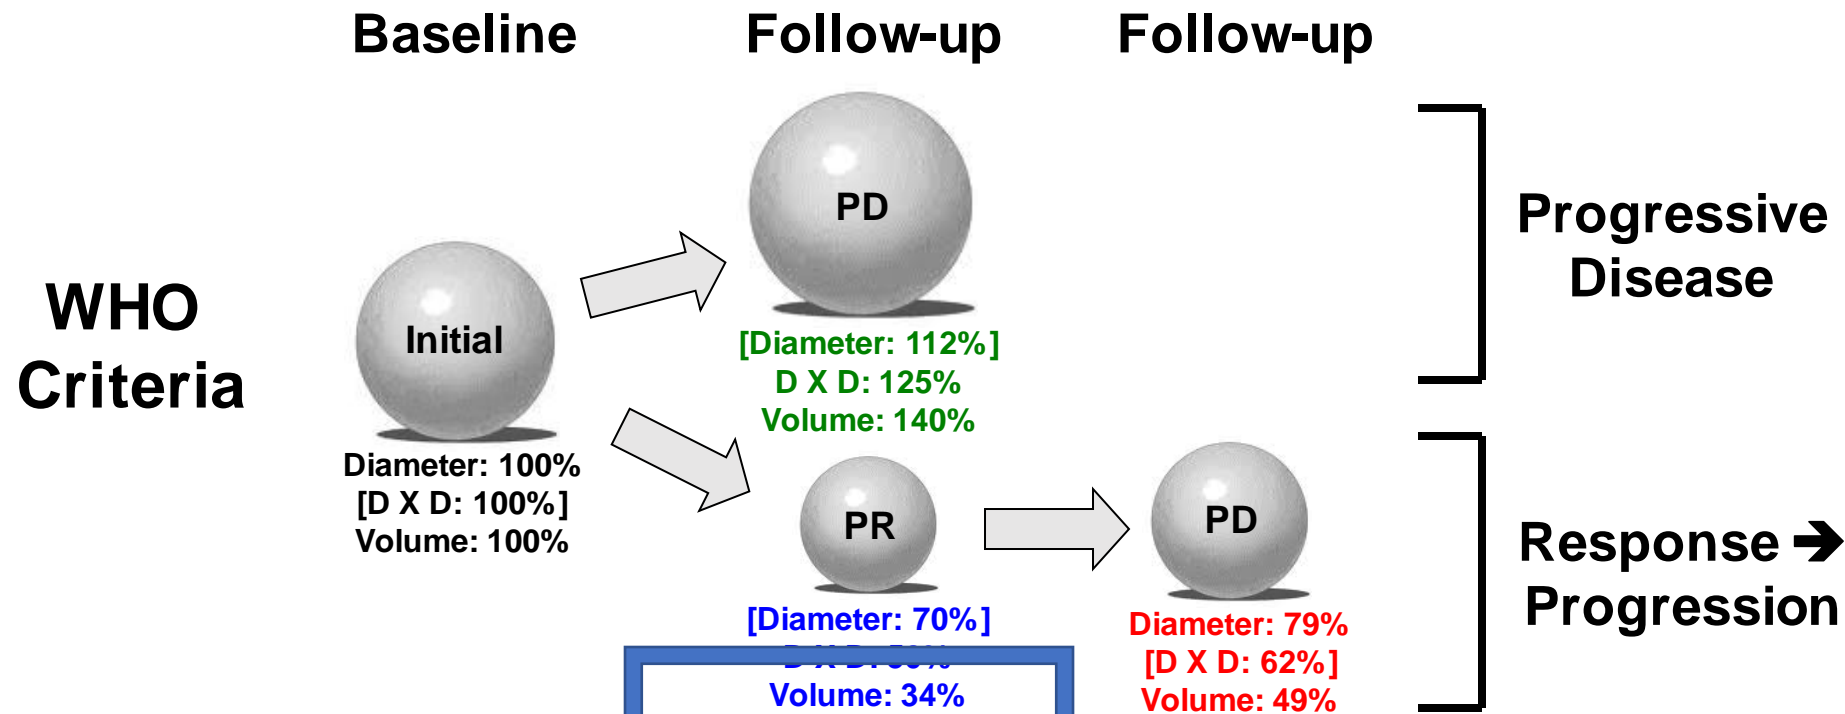 Baseline
Follow-up
Follow-up
WHO
Criteria
Initial
Diameter: 100%
[D X D: 100%]
Volume: 100%
PD
[Diameter: 112%]
D X D: 125%
Volume: 140%
PR
[Diameter: 70%]
D X D:
Volume: 34%
PD
Diameter: 79%
[D X D: 62%]
Volume: 49%
Progressive
Disease
Response ➔
Progression